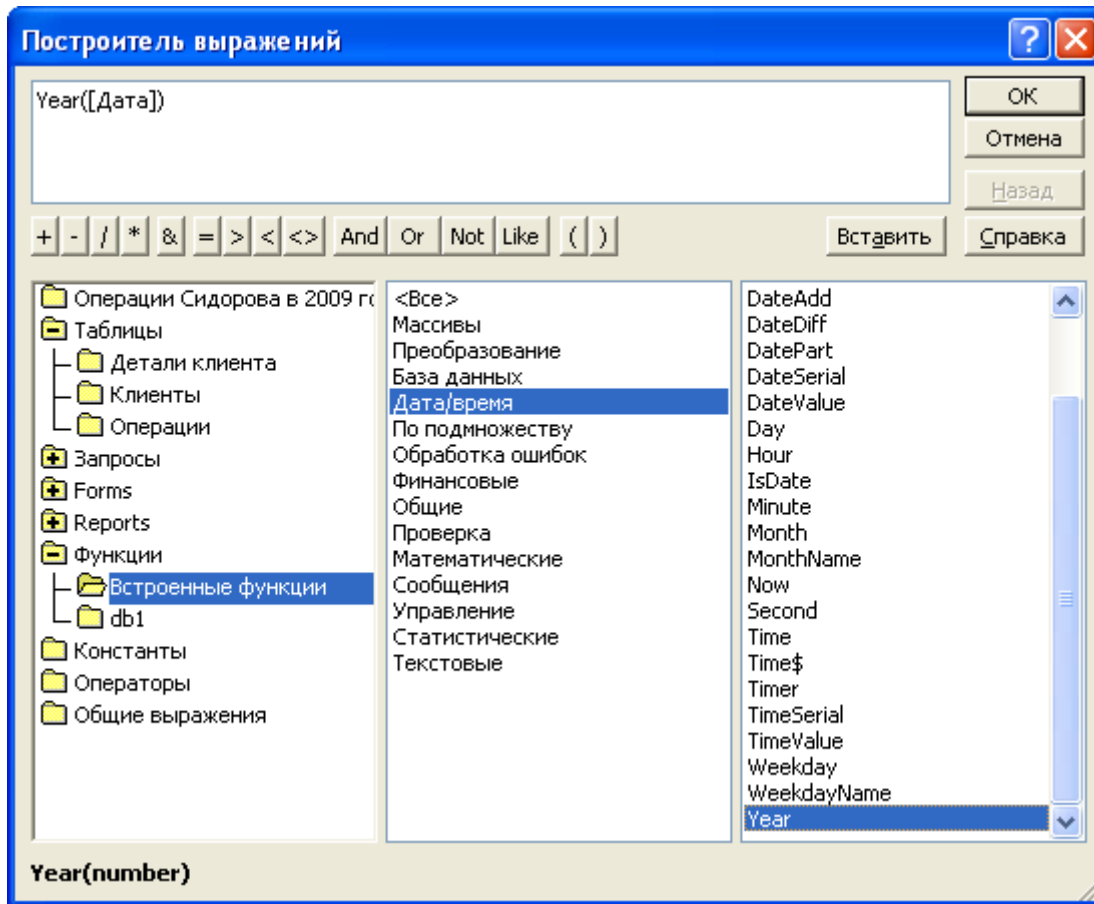 Построитель выражений
Year([Дата])
ОК
Отмена
Назад
+ - / * & = > < <> And Or Not Like ( ) Вставить Справка
Операции Сидорова в 2009 го
Таблицы
Детали клиента
Клиенты
Операции
Запросы
Forms
Reports
Функции
Встроенные функции
db1
Константы
Операторы
Общие выражения
<Все>
Массивы
Преобразование
База данных
Дата/время
По подмножеству
Обработка ошибок
Финансовые
Общие
Проверка
Математические
Сообщения
Управление
Статистические
Текстовые
DateAdd
DateDiff
DatePart
DateSerial
DateValue
Day
Hour
IsDate
Minute
Month
MonthName
Now
Second
Time
Time$
Timer
TimeSerial
TimeValue
Weekday
WeekdayName
Year
Year(number)